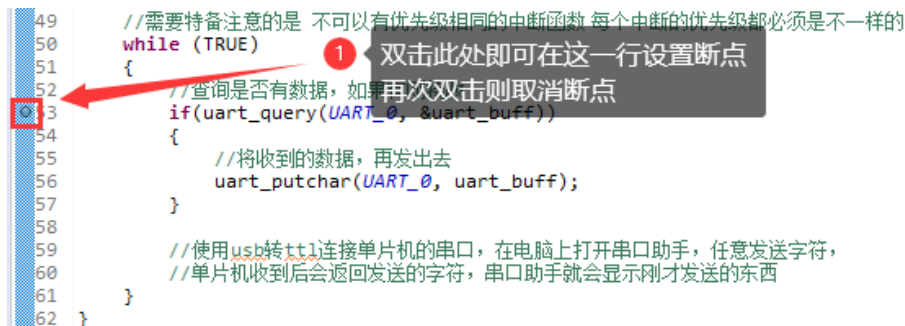 49 //需要特备注意的是 不可以有优先级相同的中断函数 每个中断的优先级都必须是不一样的
50 while (TRUE)
1 双击此处即可在这一行设置断点
51 {
再次双击则取消断点
52 //查询是否有数据，如果
53 if(uart_query(UART_0, &uart_buff))
54 {
55 //将收到的数据，再发出去
56 uart_putchar(UART_0, uart_buff);
57 }
58
59 //使用usb转ttl连接单片机的串口，在电脑上打开串口助手，任意发送字符，
60 //单片机收到后会返回发送的字符，串口助手就会显示刚才发送的东西
61 }
62 }